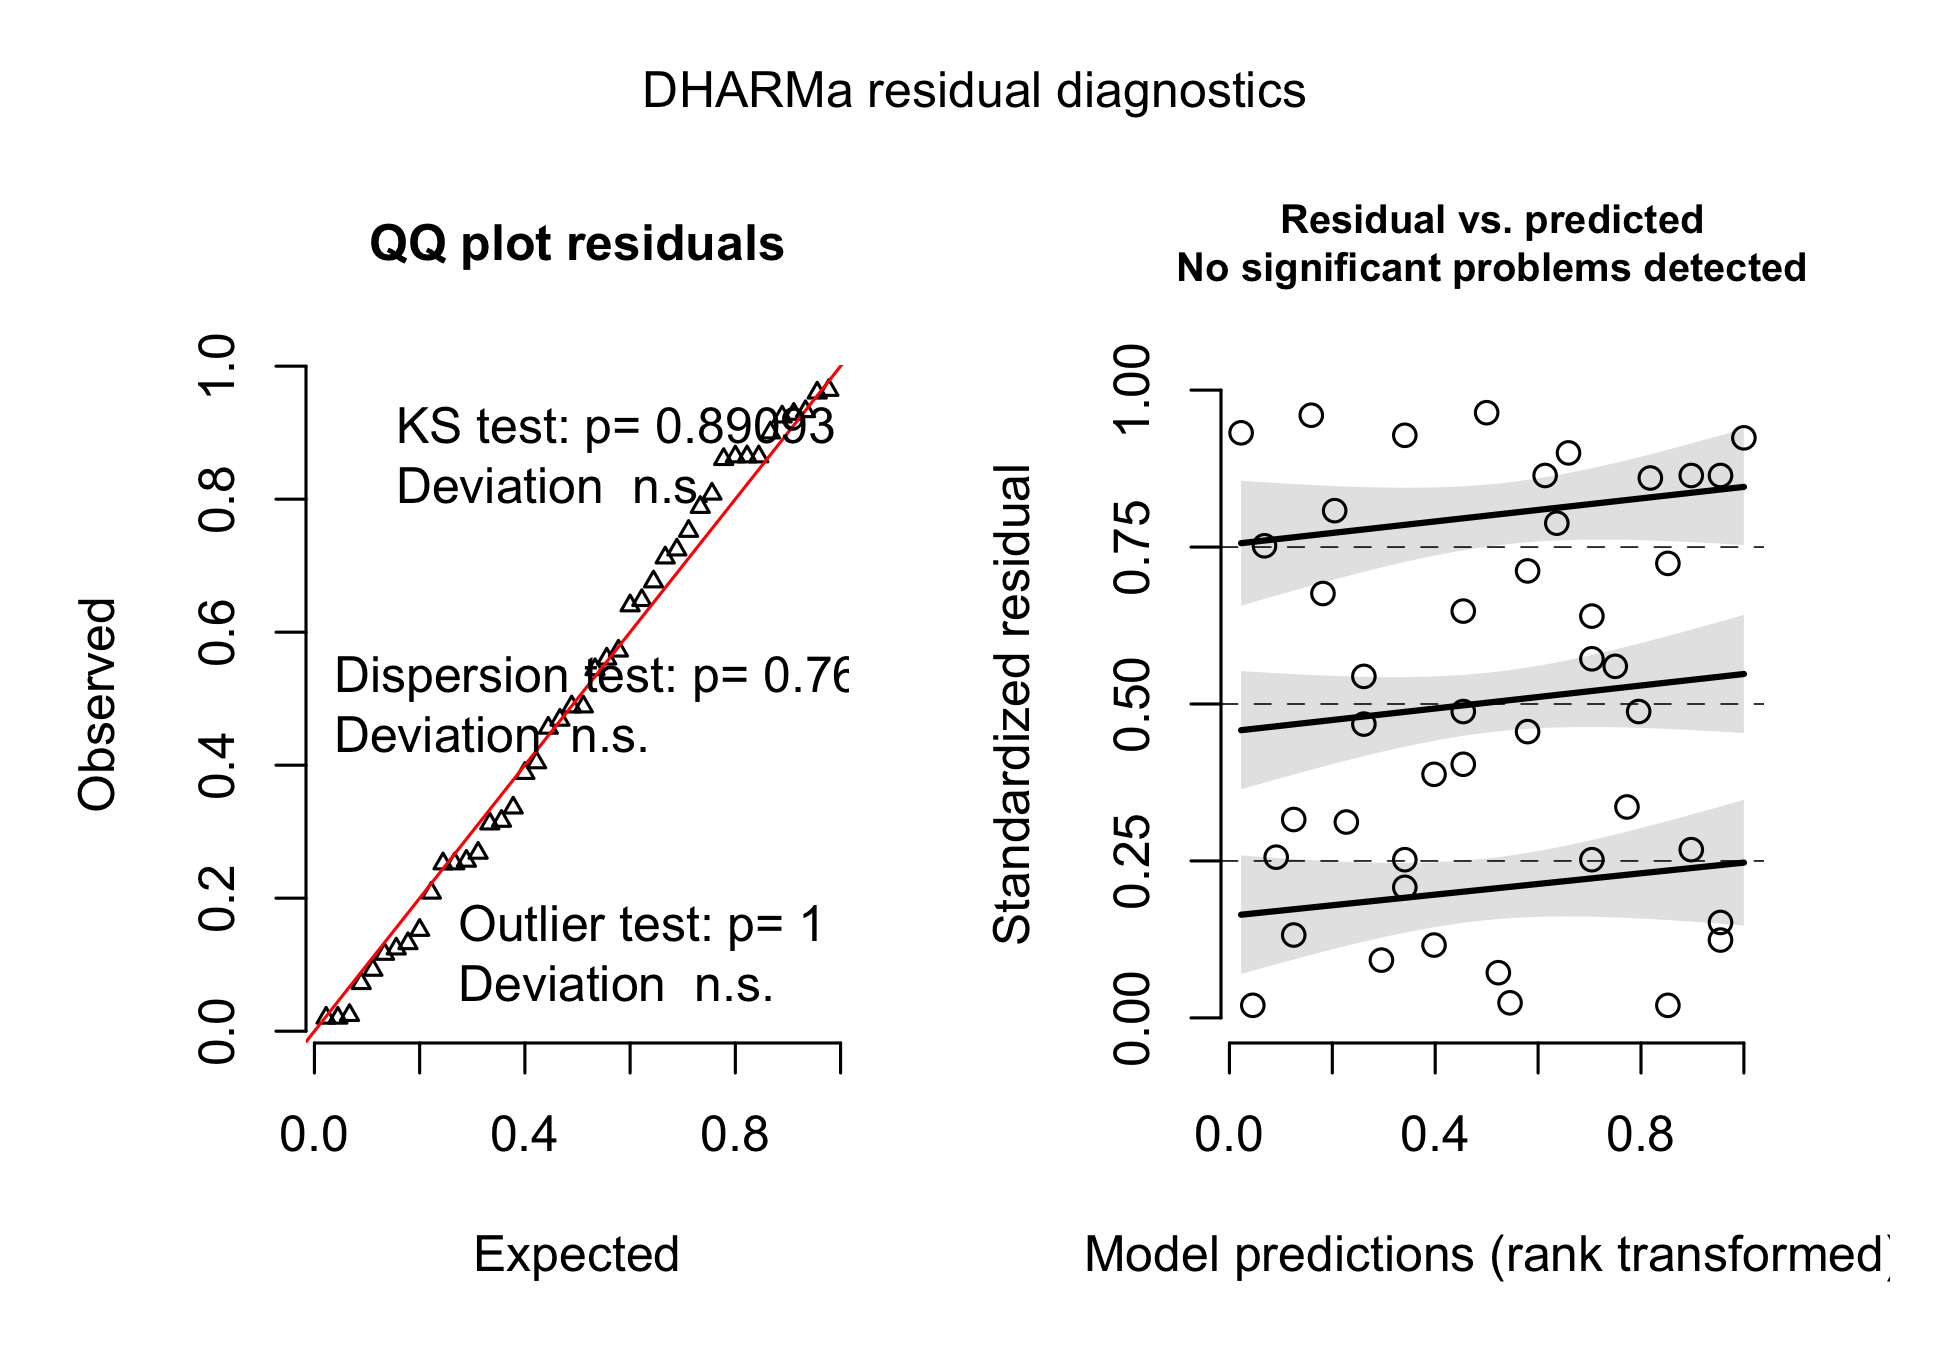 DHARMa residual diagnostics
QQ plot residuals
KS test: p= 0.89093
Deviation n.s.
Dispersion test: p= 0.76
Deviation n.s.
Outlier test: p= 1
Deviation n.s.
Observed
0.0 0.2 0.4 0.6 0.8 1.0
0.0 0.4 0.8
Expected
Residual vs. predicted
No significant problems detected
Standardized residual
0.00 0.25 0.50 0.75 1.00
0.0 0.4 0.8
Model predictions (rank transformed)